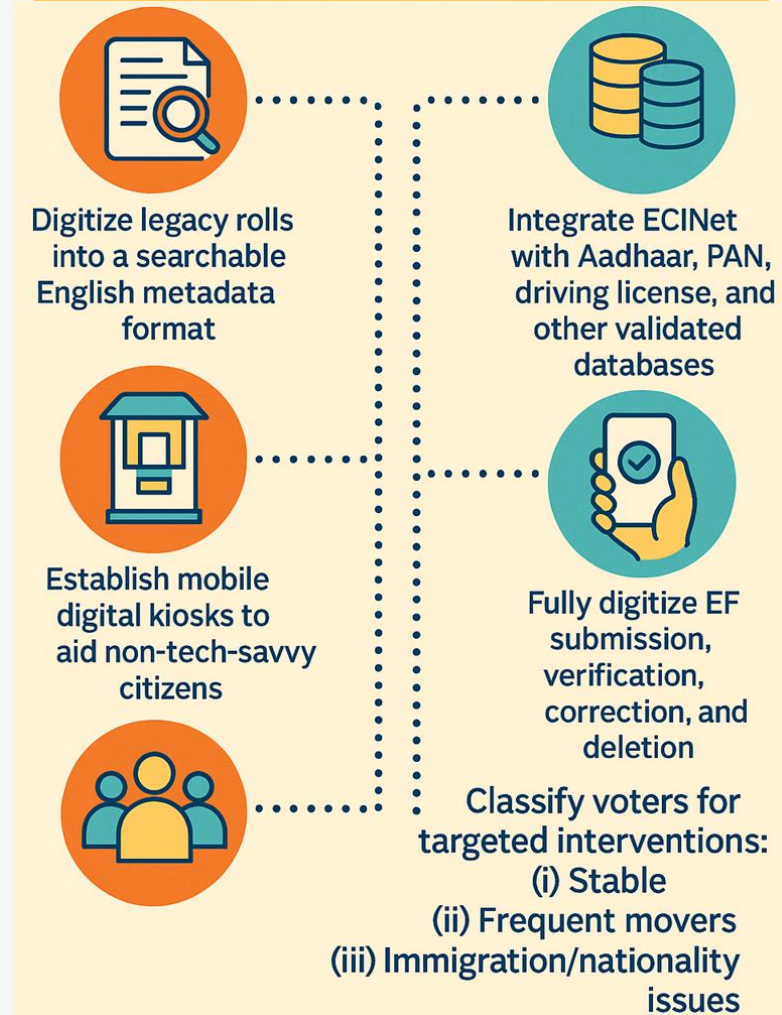 Digitize legacy rolls
into a searchable
English metadata
format
Integrate ECINet
with Aadhaar, PAN,
driving license, and
other validated
databases
Establish mobile
digital kiosks to
aid non-tech-savvy
citizens
Fully digitize EF
submission,
verification,
correction, and
deletion
Classify voters for
targeted interventions:
(i) Stable
(ii) Frequent movers
(iii) Immigration/nationality
issues